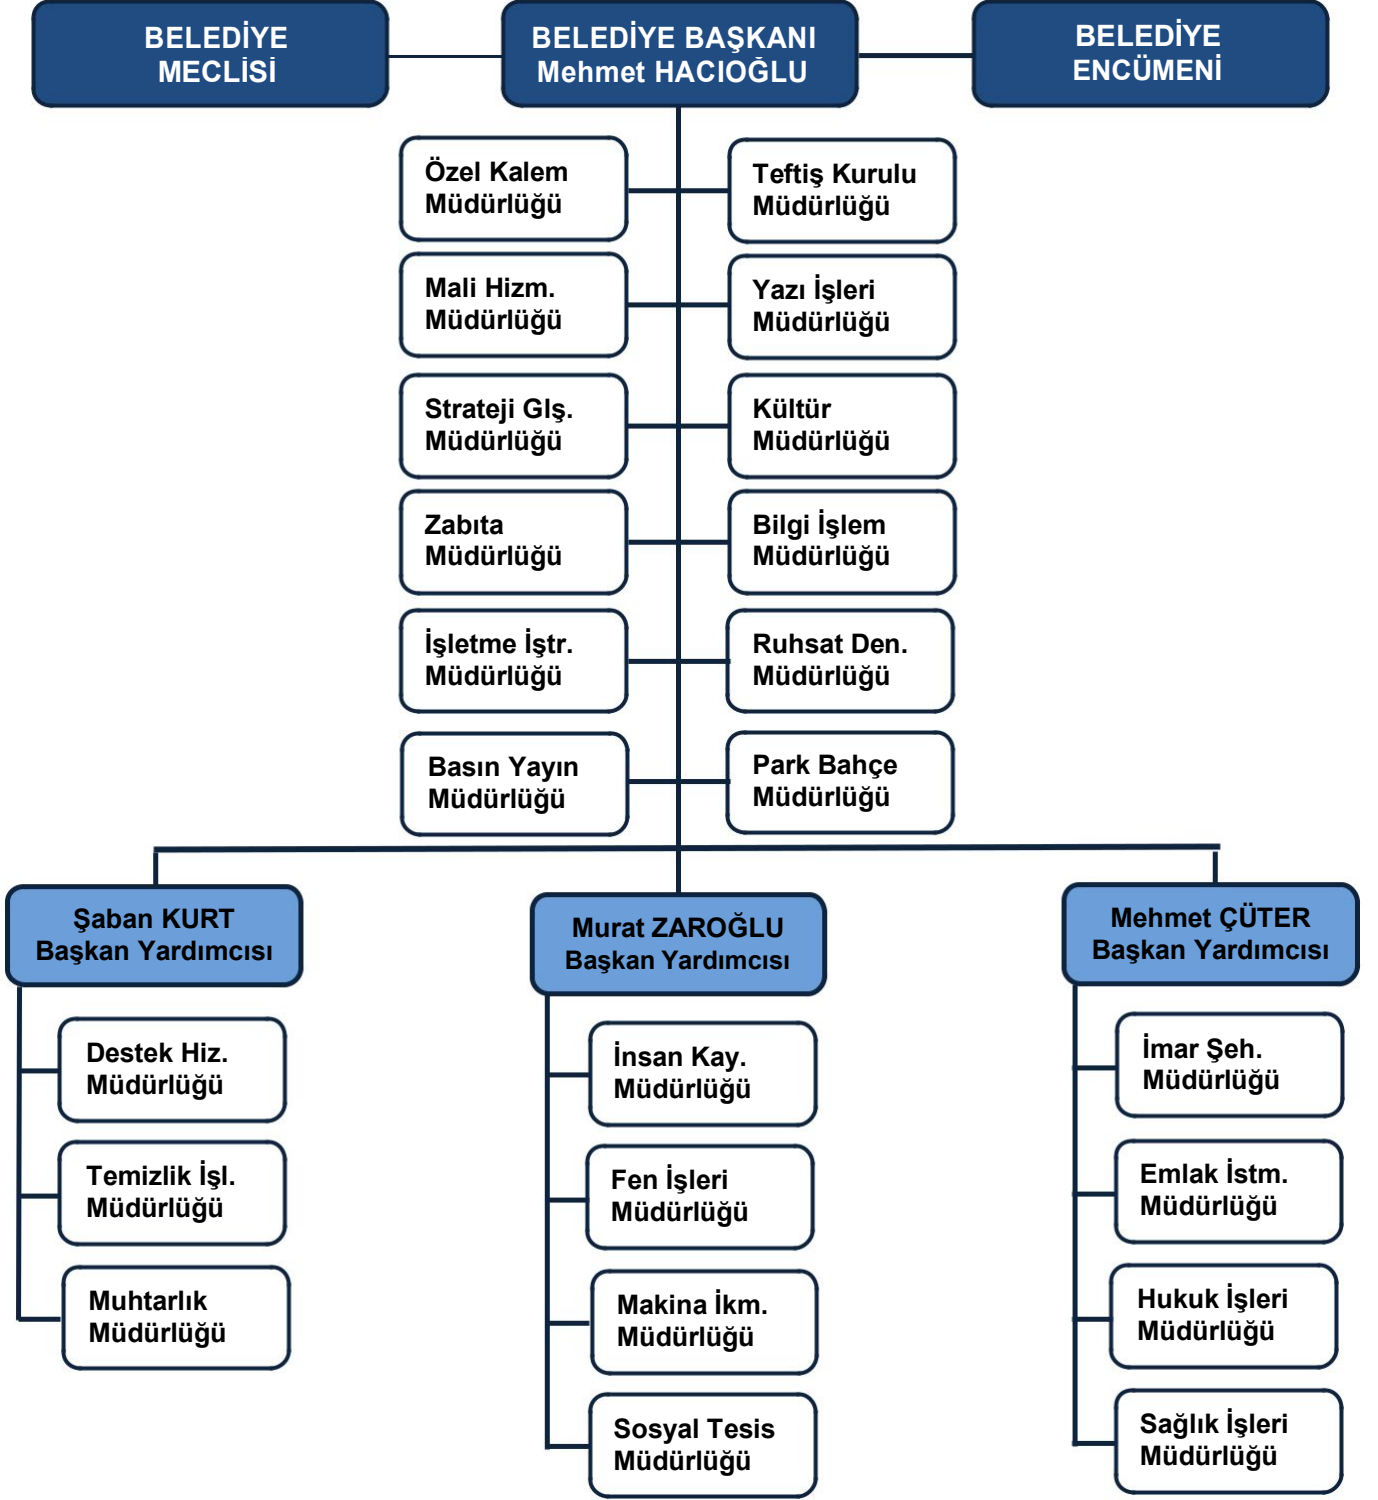 BELEDİYE
MECLİSİ
BELEDİYE BAŞKANI
Mehmet HACIOĞLU
BELEDİYE
ENCÜMENİ
Özel Kalem
Müdürlüğü
Teftiş Kurulu
Müdürlüğü
Mali Hizm.
Müdürlüğü
Yazı İşleri
Müdürlüğü
Strateji Glş.
Müdürlüğü
Kültür
Müdürlüğü
Zabıta
Müdürlüğü
Bilgi İşlem
Müdürlüğü
İşletme İştr.
Müdürlüğü
Ruhsat Den.
Müdürlüğü
Basın Yayın
Müdürlüğü
Park Bahçe
Müdürlüğü
Şaban KURT
Başkan Yardımcısı
Destek Hiz.
Müdürlüğü
Temizlik İşl.
Müdürlüğü
Muhtarlık
Müdürlüğü
Murat ZAROĞLU
Başkan Yardımcısı
İnsan Kay.
Müdürlüğü
Fen İşleri
Müdürlüğü
Makina İkm.
Müdürlüğü
Sosyal Tesis
Müdürlüğü
Mehmet ÇÜTER
Başkan Yardımcısı
İmar Şeh.
Müdürlüğü
Emlak İstm.
Müdürlüğü
Hukuk İşleri
Müdürlüğü
Sağlık İşleri
Müdürlüğü